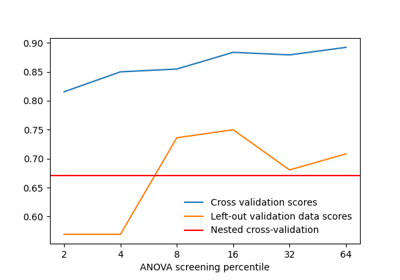 0.90
0.85
0.80
0.75
0.70
0.65
0.60
Cross validation scores
Left-out validation data scores
Nested cross-validation
2 4 8 16 32 64
ANOVA screening percentile